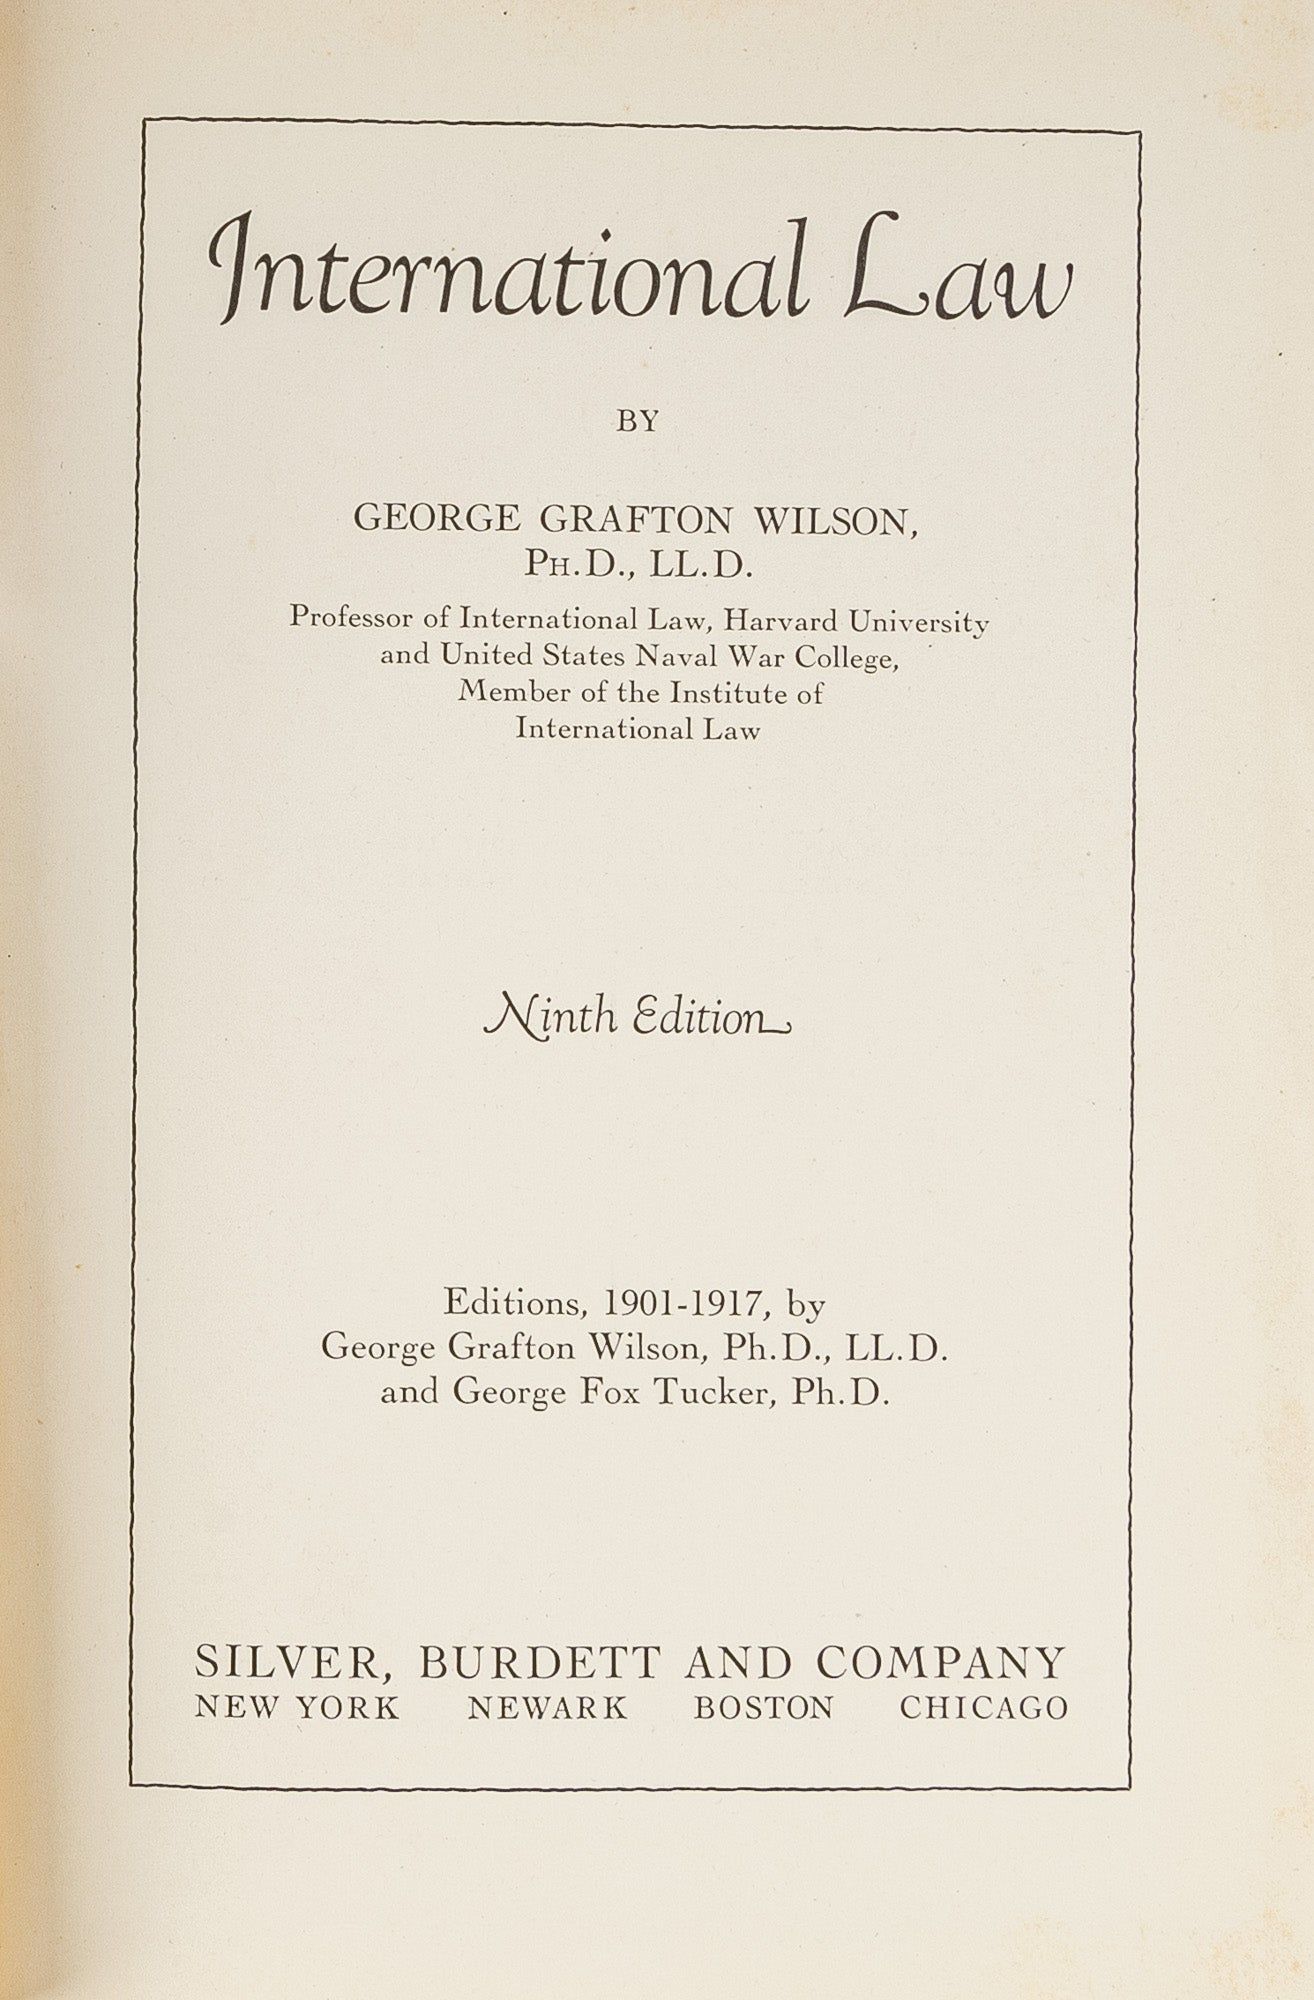 International Law
BY
GEORGE GRAFTON WILSON,
PH.D., LL.D.
Professor of International Law, Harvard University
and United States Naval War College,
Member of the Institute of
International Law
Ninth Edition
Editions, 1901-1917, by
George Grafton Wilson, Ph.D., LL.D.
and George Fox Tucker, Ph.D.
SILVER, BURDETT AND COMPANY
NEW YORK NEWARK BOSTON CHICAGO